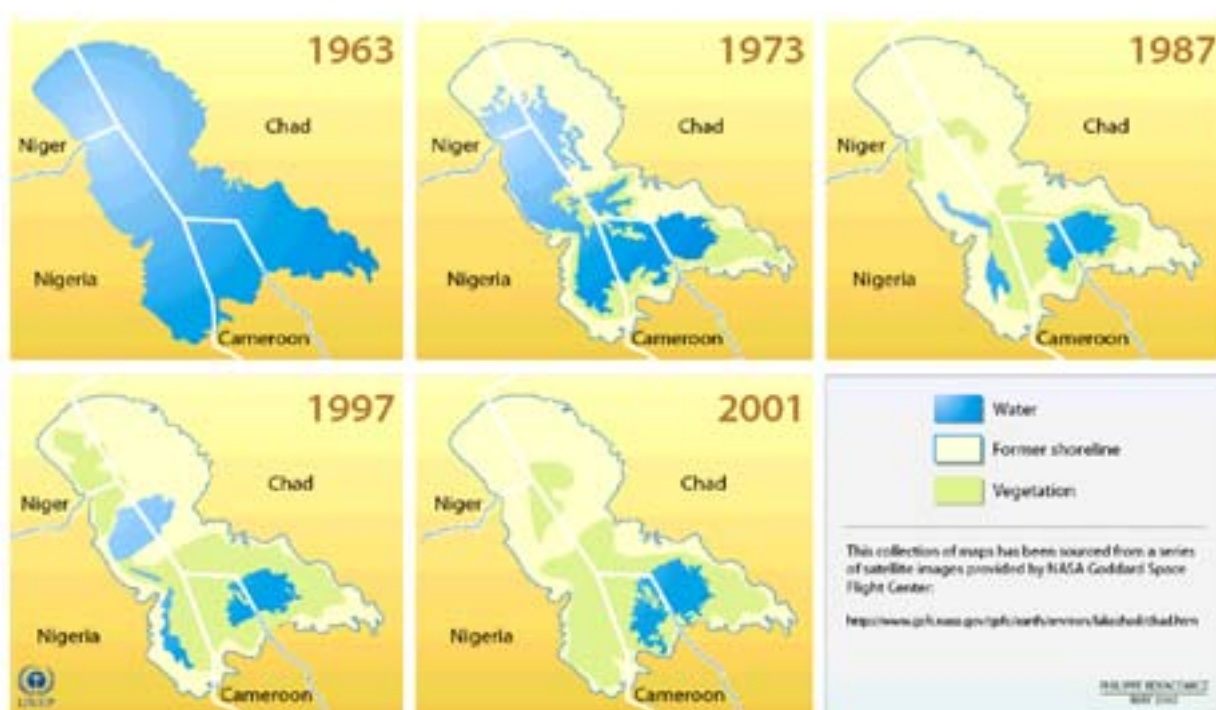 1963
Chad
Niger
Nigeria
Cameroon
1973
Chad
Niger
Nigeria
Cameroon
1987
Chad
Niger
Nigeria
Cameroon
1997
Chad
Niger
Nigeria
Cameroon
UNEP
2001
Chad
Niger
Nigeria
Cameroon
Water
Former shoreline
Vegetation
This collection of maps has been sourced from a series
of satellite images provided by NASA Goddard Space
Flight Center: